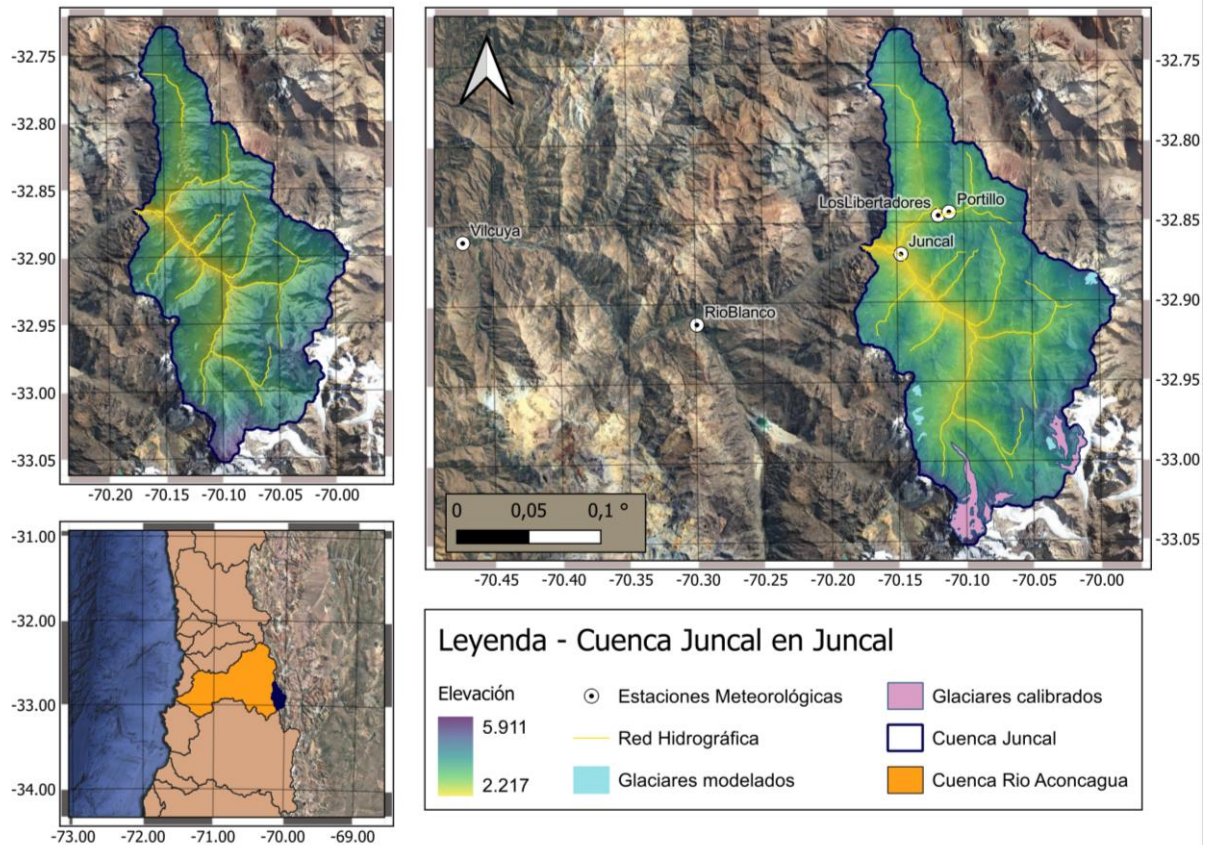 -32.75
-32.80
-32.85
-32.90
-32.95
-33.00
-33.05
-70.20 -70.15 -70.10 -70.05 -70.00
LosLibertadores
Portillo
Vilcuya
Juncal
RioBlanco
0 0,05 0,1 °
-32.75
-32.80
-32.85
-32.90
-32.95
-33.00
-33.05
-70.45 -70.40 -70.35 -70.30 -70.25 -70.20 -70.15 -70.10 -70.05 -70.00
-31.00
-32.00
-33.00
-34.00
-73.00 -72.00 -71.00 -70.00 -69.00
Leyenda - Cuenca Juncal en Juncal
Elevación
5.911
2.217
Estaciones Meteorológicas
Red Hidrográfica
Glaciares modelados
Glaciares calibrados
Cuenca Juncal
Cuenca Rio Aconcagua